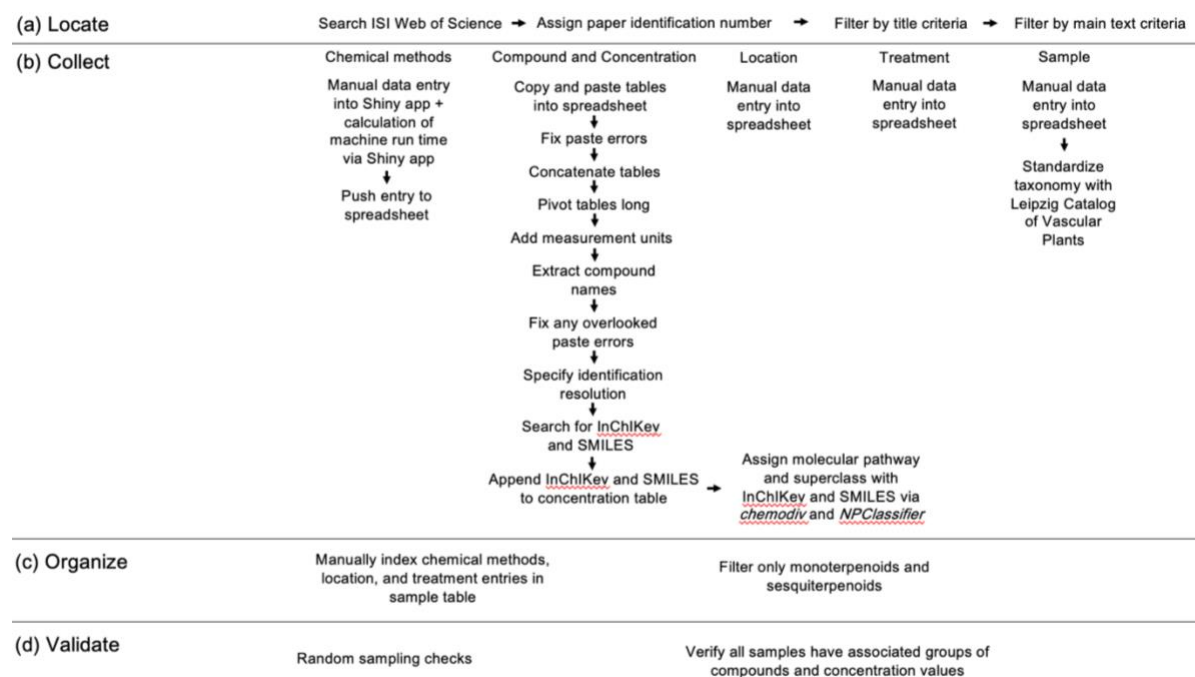 (a) Locate
Search ISI Web of Science
Assign paper identification number
Filter by title criteria
Filter by main text criteria
(b) Collect
Chemical methods
Manual data entry
into Shiny app +
calculation of
machine run time
via Shiny app
Push entry to
spreadsheet
Compound and Concentration
Copy and paste tables
into spreadsheet
Fix paste errors
Concatenate tables
Pivot tables long
Add measurement units
Extract compound
names
Fix any overlooked
paste errors
Specify identification
resolution
Search for InChIKey
and SMILES
Append InChIKey and SMILES
to concentration table
Assign molecular pathway
and superclass with
InChIKey and SMILES via
chemodiv and NPClassifier
Location
Manual data
entry into
spreadsheet
Treatment
Manual data
entry into
spreadsheet
Sample
Manual data
entry into
spreadsheet
Standardize
taxonomy with
Leipzig Catalog
of Vascular
Plants
(c) Organize
Manually index chemical methods,
location, and treatment entries in
sample table
Filter only monoterpenoids and
sesquiterpenoids
(d) Validate
Random sampling checks
Verify all samples have associated groups of
compounds and concentration values